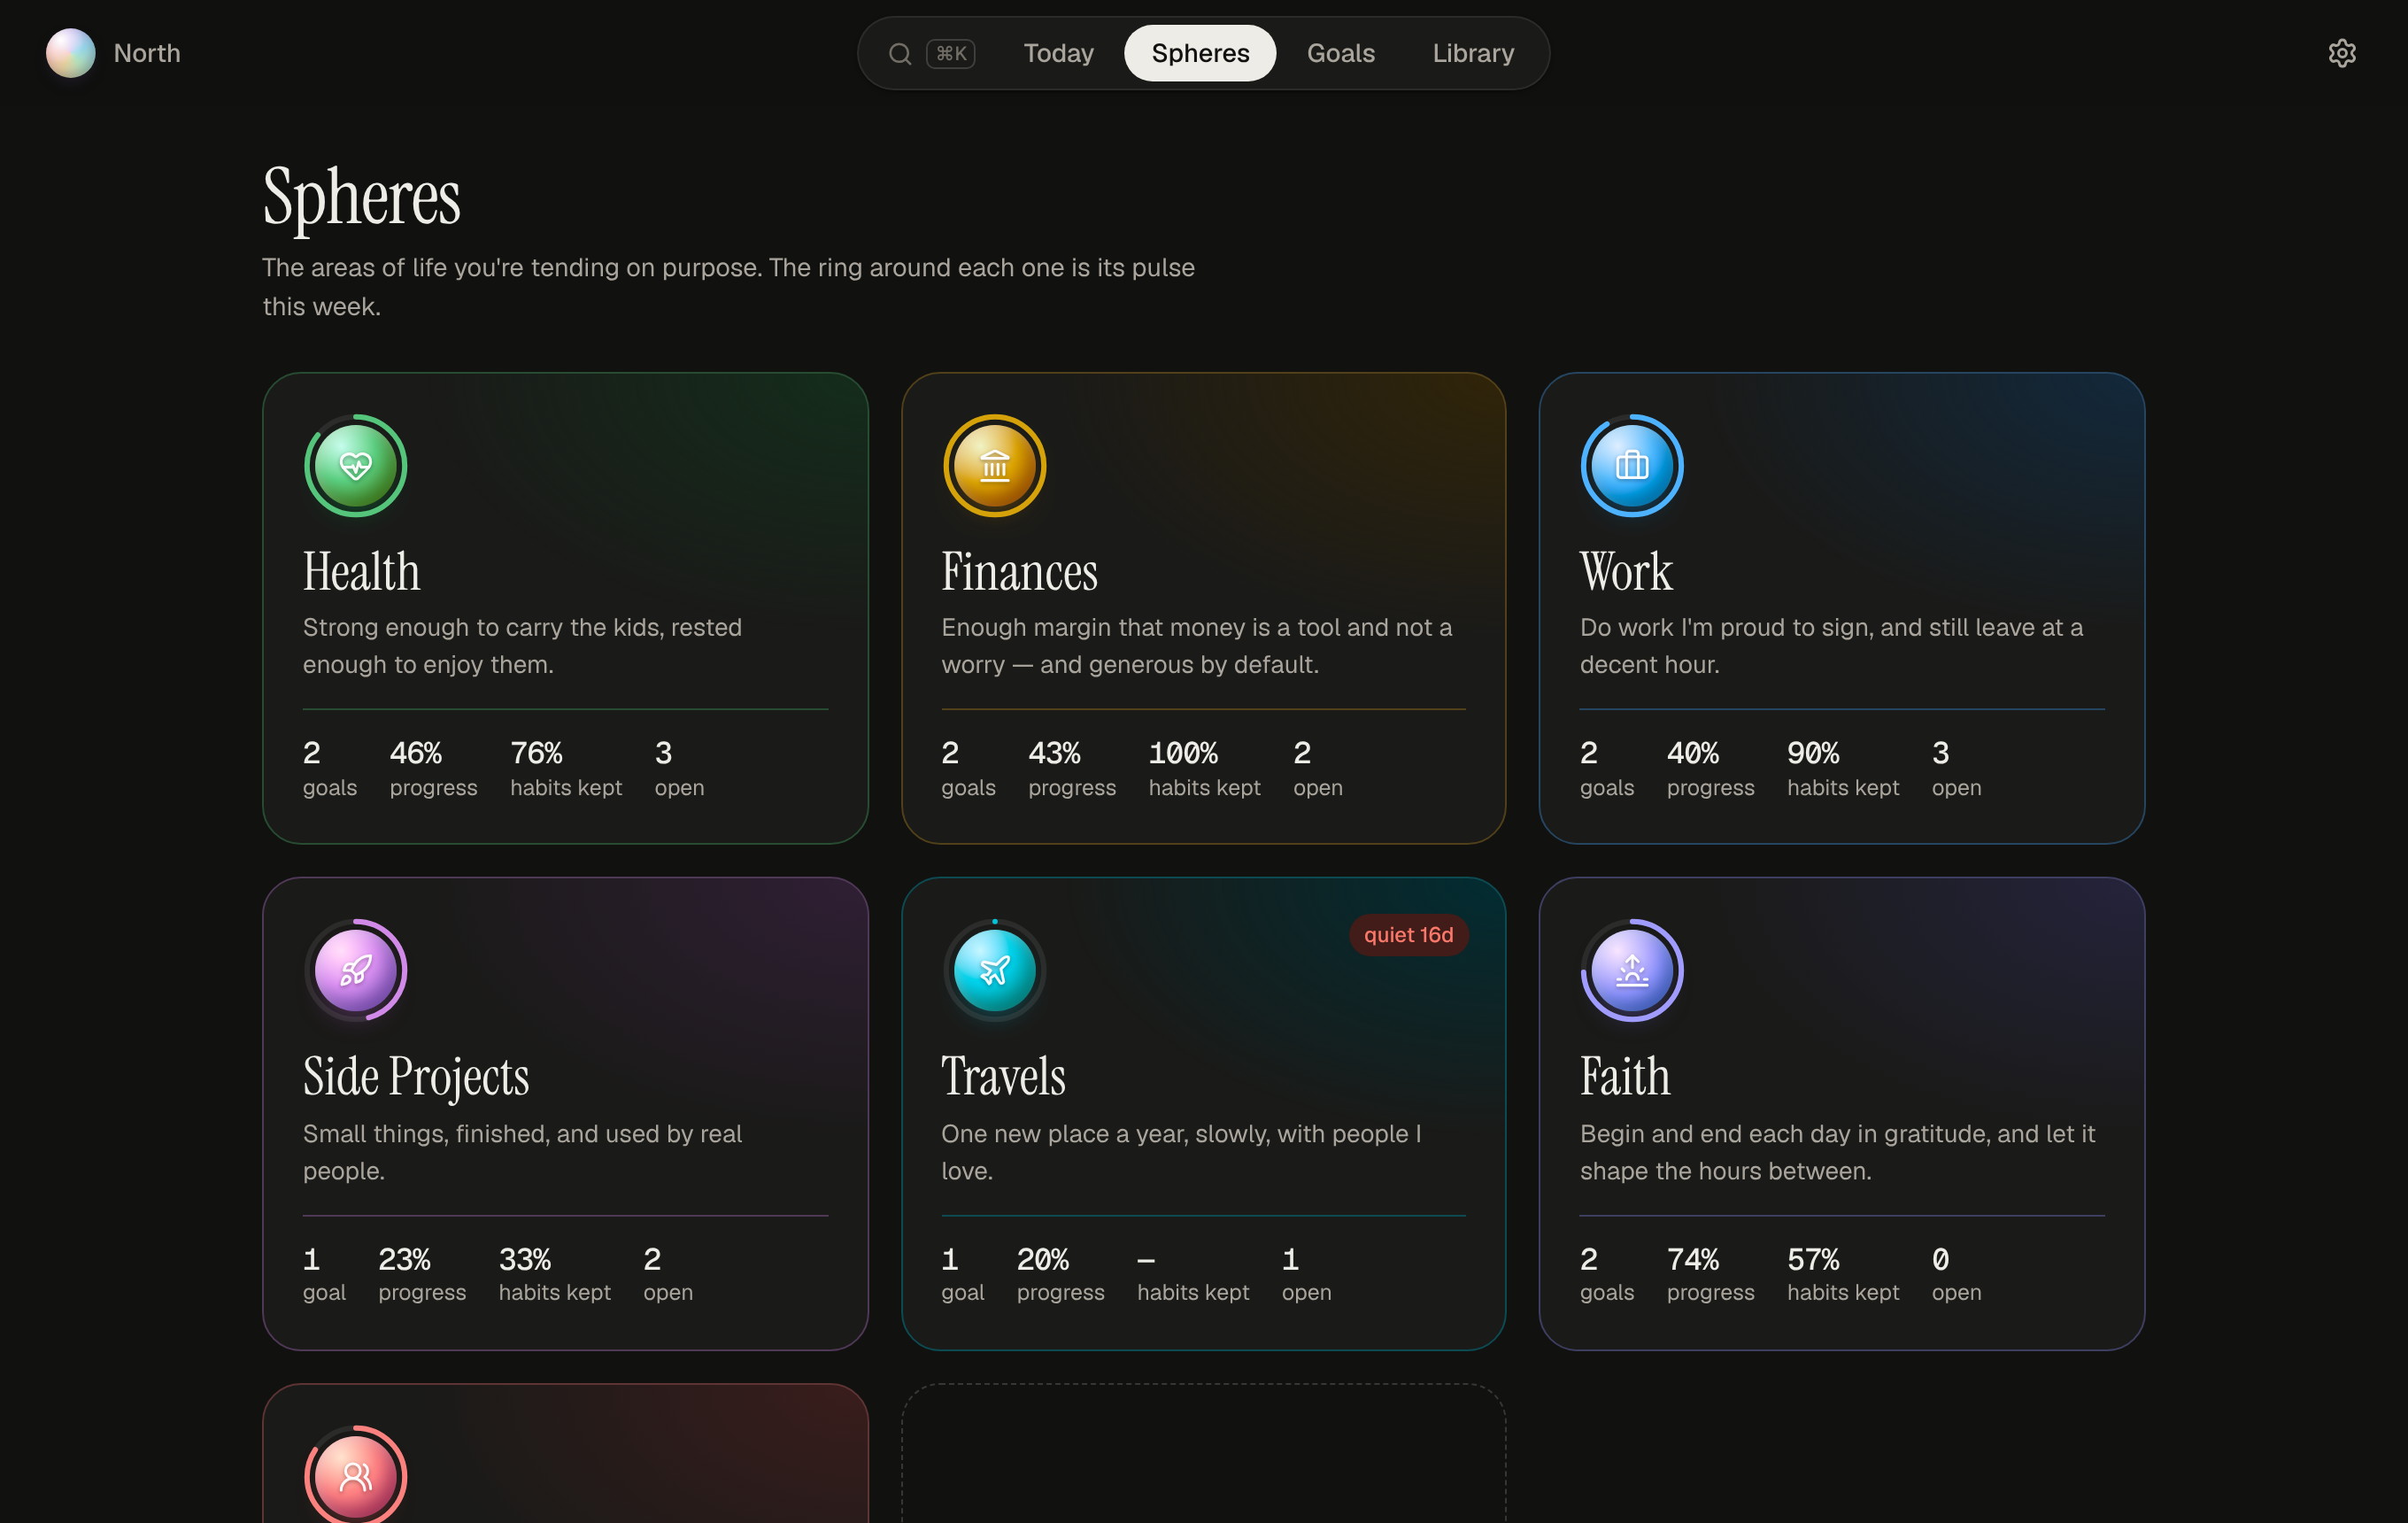 North
⌘K Today Spheres Goals Library
Spheres
The areas of life you're tending on purpose. The ring around each one is its pulse
this week.
Health
Strong enough to carry the kids, rested
enough to enjoy them.
2 46% 76% 3
goals progress habits kept open
Finances
Enough margin that money is a tool and not a
worry — and generous by default.
2 43% 100% 2
goals progress habits kept open
Work
Do work I'm proud to sign, and still leave at a
decent hour.
2 40% 90% 3
goals progress habits kept open
Side Projects
Small things, finished, and used by real
people.
1 23% 33% 2
goal progress habits kept open
quiet 16d
Travels
One new place a year, slowly, with people I
love.
1 20% – 1
goal progress habits kept open
Faith
Begin and end each day in gratitude, and let it
shape the hours between.
2 74% 57% 0
goals progress habits kept open